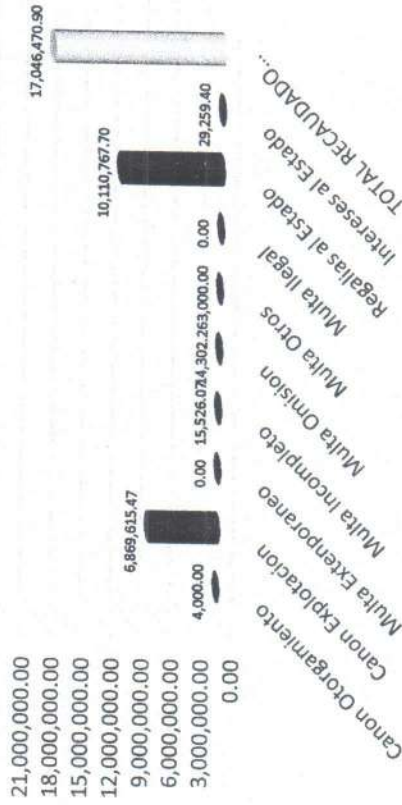 21,000,000.00
18,000,000.00
15,000,000.00
12,000,000.00
9,000,000.00
6,000,000.00
3,000,000.00
0.00
4,000.00
6,869,615.47
0.00
15,526.07
14,302.26
3,000.00
0.00
10,110,767.70
29,259.40
17,046,470.90
Canon Otorgamiento
Canon Explotacion
Multa Extenporaneo
Multa Incompleto
Multa Omision
Multa Otros
Multa Ilegal
Regalias al Estado
Intereses al Estado
TOTAL RECAUDADO...